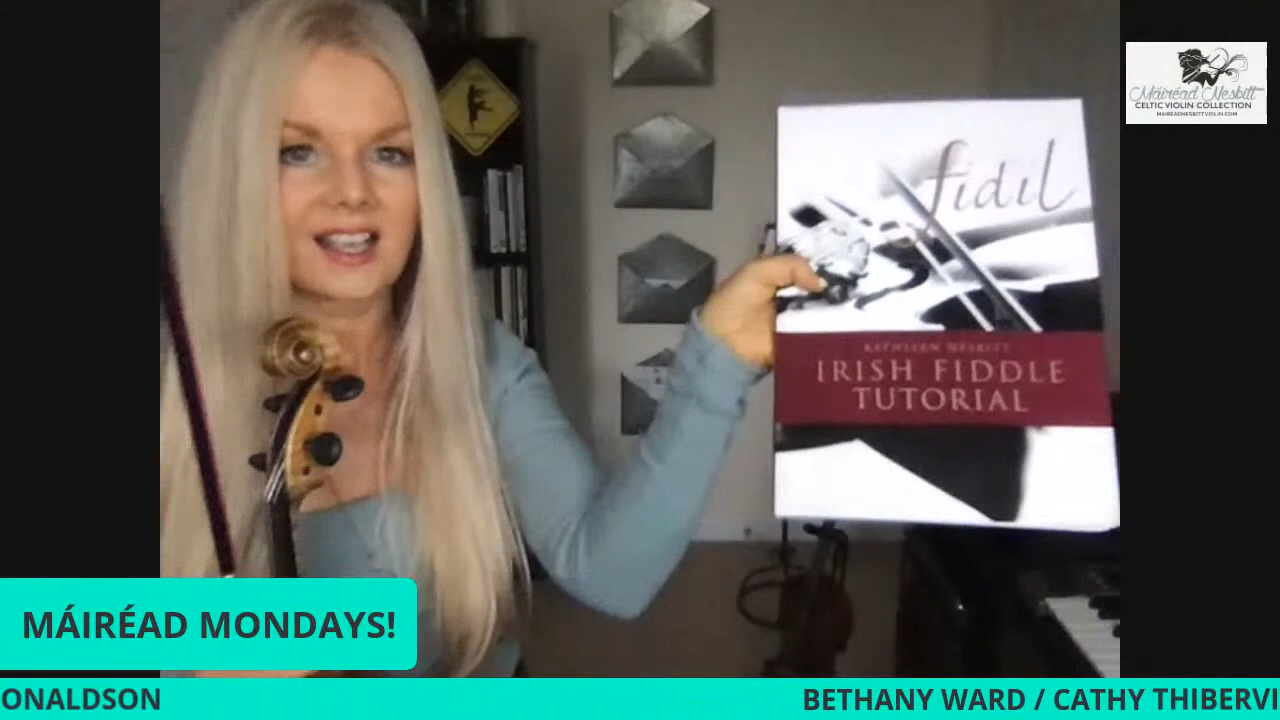 Máiréad Nesbitt
CELTIC VIOLIN COLLECTION
MAIREADNESBITTVIOLIN.COM
fidil
KATHLEEN NESBITT
IRISH FIDDLE
TUTORIAL
MÁIRÉAD MONDAYS!
ONALDSON
BETHANY WARD / CATHY THIBERVI